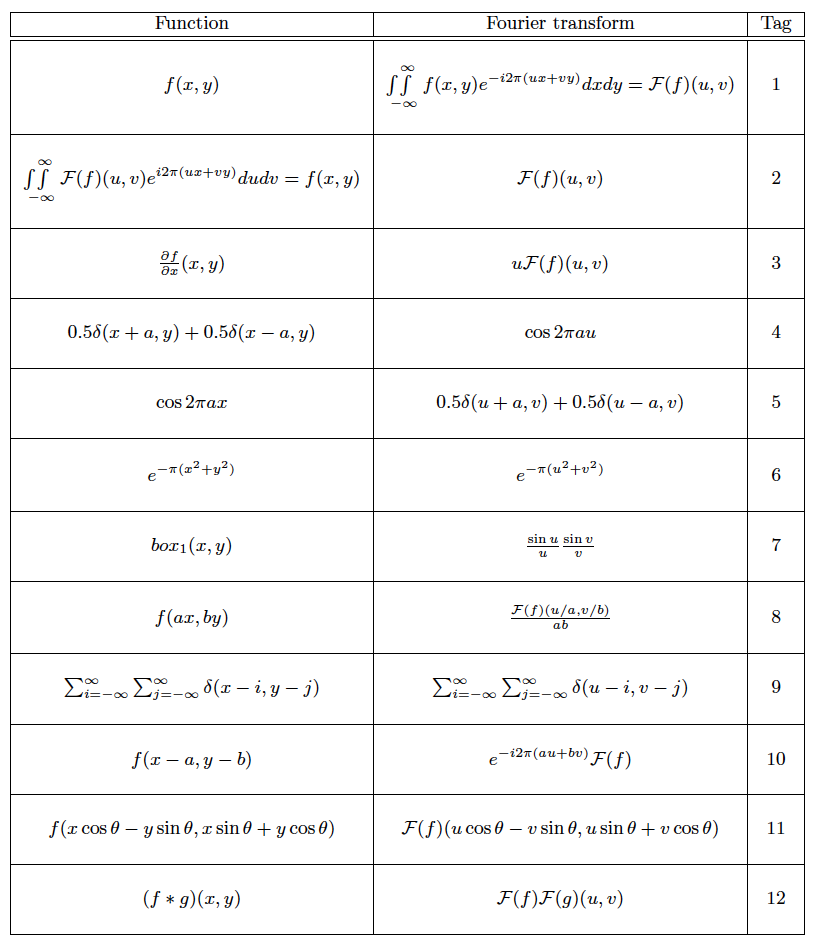 Function Fourier transform Tag
f(x, y) ∬_{-∞}^{∞} f(x, y)e^{-i2π(ux+vy)}dxdy = ℱ(f)(u, v) 1
∬_{-∞}^{∞} ℱ(f)(u, v)e^{i2π(ux+vy)}dudv = f(x, y) ℱ(f)(u, v) 2
∂f/∂x (x, y) uℱ(f)(u, v) 3
0.5δ(x + a, y) + 0.5δ(x − a, y) cos 2πau 4
cos 2πax 0.5δ(u + a, v) + 0.5δ(u − a, v) 5
e^{-π(x²+y²)} e^{-π(u²+v²)} 6
box₁(x, y) sin u/u sin v/v 7
f(ax, by) ℱ(f)(u/a,v/b)/ab 8
∑_{i=-∞}^{∞} ∑_{j=-∞}^{∞} δ(x − i, y − j) ∑_{i=-∞}^{∞} ∑_{j=-∞}^{∞} δ(u − i, v − j) 9
f(x − a, y − b) e^{-i2π(au+bv)}ℱ(f) 10
f(x cos θ − y sin θ, x sin θ + y cos θ) ℱ(f)(u cos θ − v sin θ, u sin θ + v cos θ) 11
(f ∗ g)(x, y) ℱ(f)ℱ(g)(u, v) 12